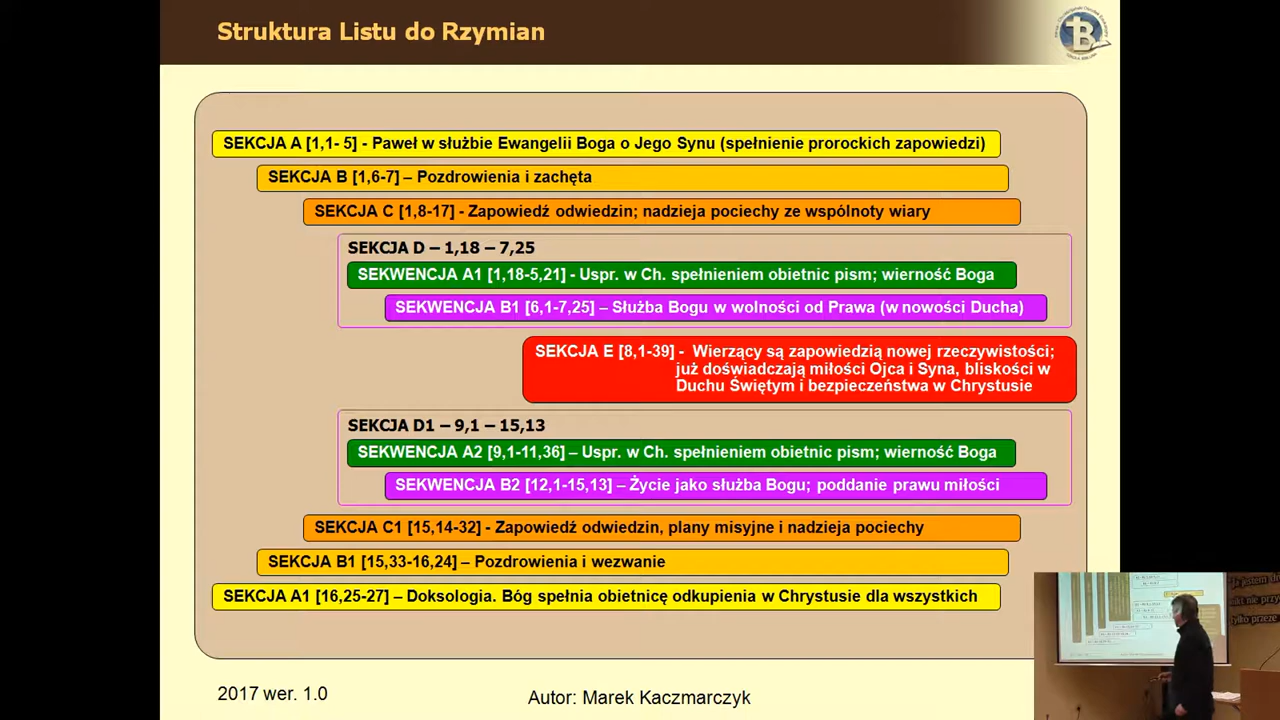 Struktura Listu do Rzymian
SEKCJA A [1,1- 5] - Paweł w służbie Ewangelii Boga o Jego Synu (spełnienie prorockich zapowiedzi)
SEKCJA B [1,6-7] – Pozdrowienia i zachęta
SEKCJA C [1,8-17] - Zapowiedź odwiedzin; nadzieja pociechy ze wspólnoty wiary
SEKCJA D – 1,18 – 7,25
SEKWENCJA A1 [1,18-5,21] - Uspr. w Ch. spełnieniem obietnic pism; wierność Boga
SEKWENCJA B1 [6,1-7,25] – Służba Bogu w wolności od Prawa (w nowości Ducha)
SEKCJA E [8,1-39] - Wierzący są zapowiedzią nowej rzeczywistości;
już doświadczają miłości Ojca i Syna, bliskości w
Duchu Świętym i bezpieczeństwa w Chrystusie
SEKCJA D1 – 9,1 – 15,13
SEKWENCJA A2 [9,1-11,36] – Uspr. w Ch. spełnieniem obietnic pism; wierność Boga
SEKWENCJA B2 [12,1-15,13] – Życie jako służba Bogu; poddanie prawu miłości
SEKCJA C1 [15,14-32] - Zapowiedź odwiedzin, plany misyjne i nadzieja pociechy
SEKCJA B1 [15,33-16,24] – Pozdrowienia i wezwanie
SEKCJA A1 [16,25-27] – Doksologia. Bóg spełnia obietnicę odkupienia w Chrystusie dla wszystkich
2017 wer. 1.0
Autor: Marek Kaczmarczyk